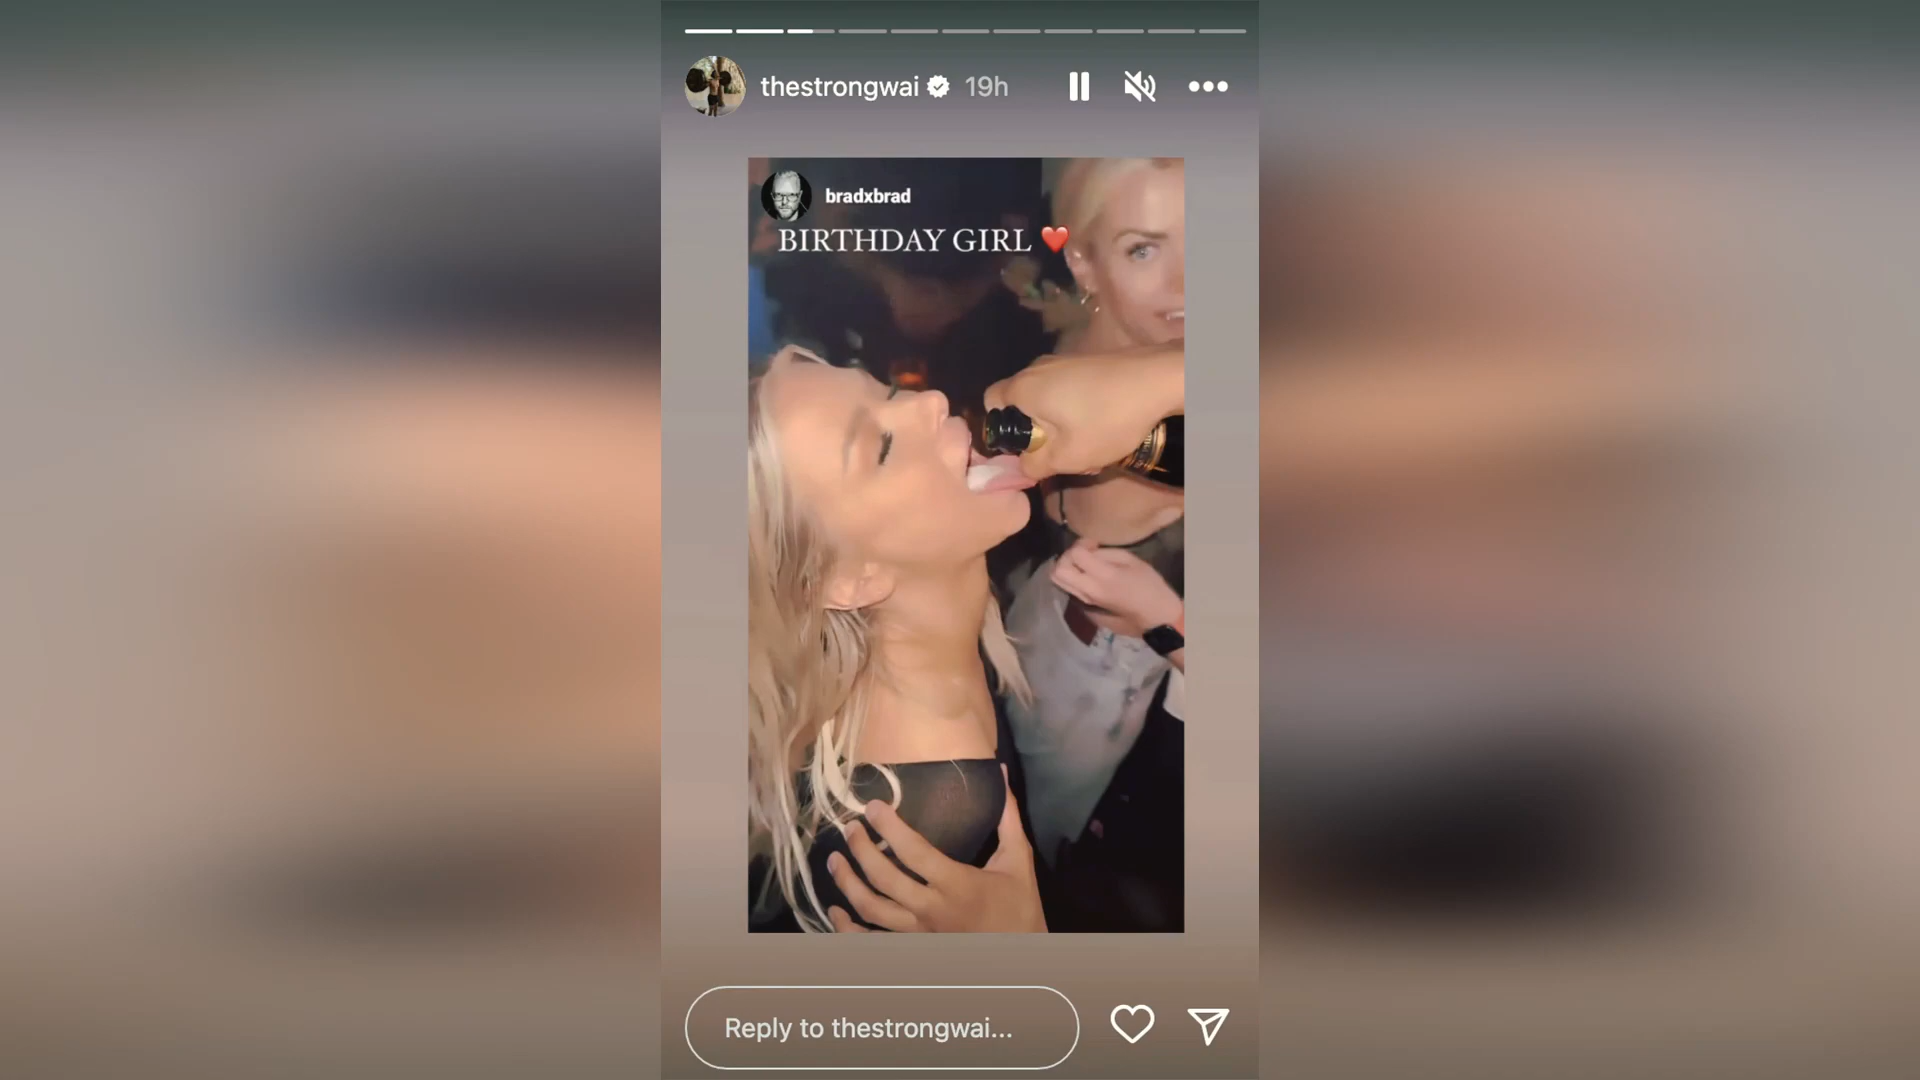 thestrongwai 19h
bradxbrad
BIRTHDAY GIRL ❤️
Reply to thestrongwai...